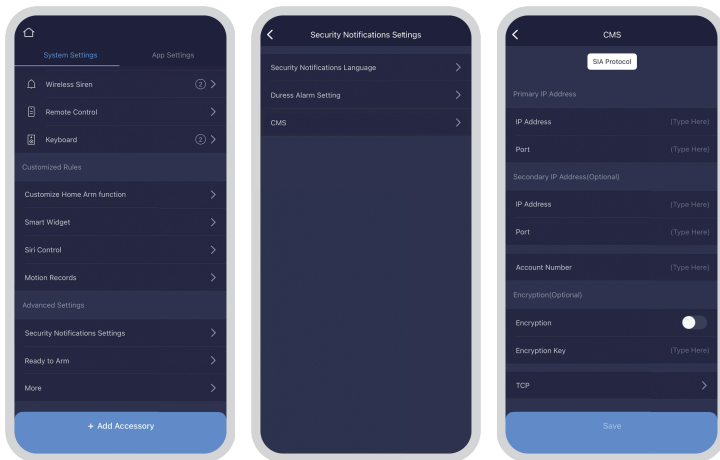 System Settings
App Settings
Wireless Siren
2
Remote Control
Keyboard
2
Customized Rules
Customize Home Arm function
Smart Widget
Siri Control
Motion Records
Advanced Settings
Security Notifications Settings
Ready to Arm
More
+ Add Accessory
Security Notifications Settings
Security Notifications Language
Duress Alarm Setting
CMS
CMS
SIA Protocol
Primary IP Address
IP Address (Type Here)
Port (Type Here)
Secondary IP Address(Optional)
IP Address (Type Here)
Port (Type Here)
Account Number (Type Here)
Encryption(Optional)
Encryption
Encryption Key (Type Here)
TCP
Save